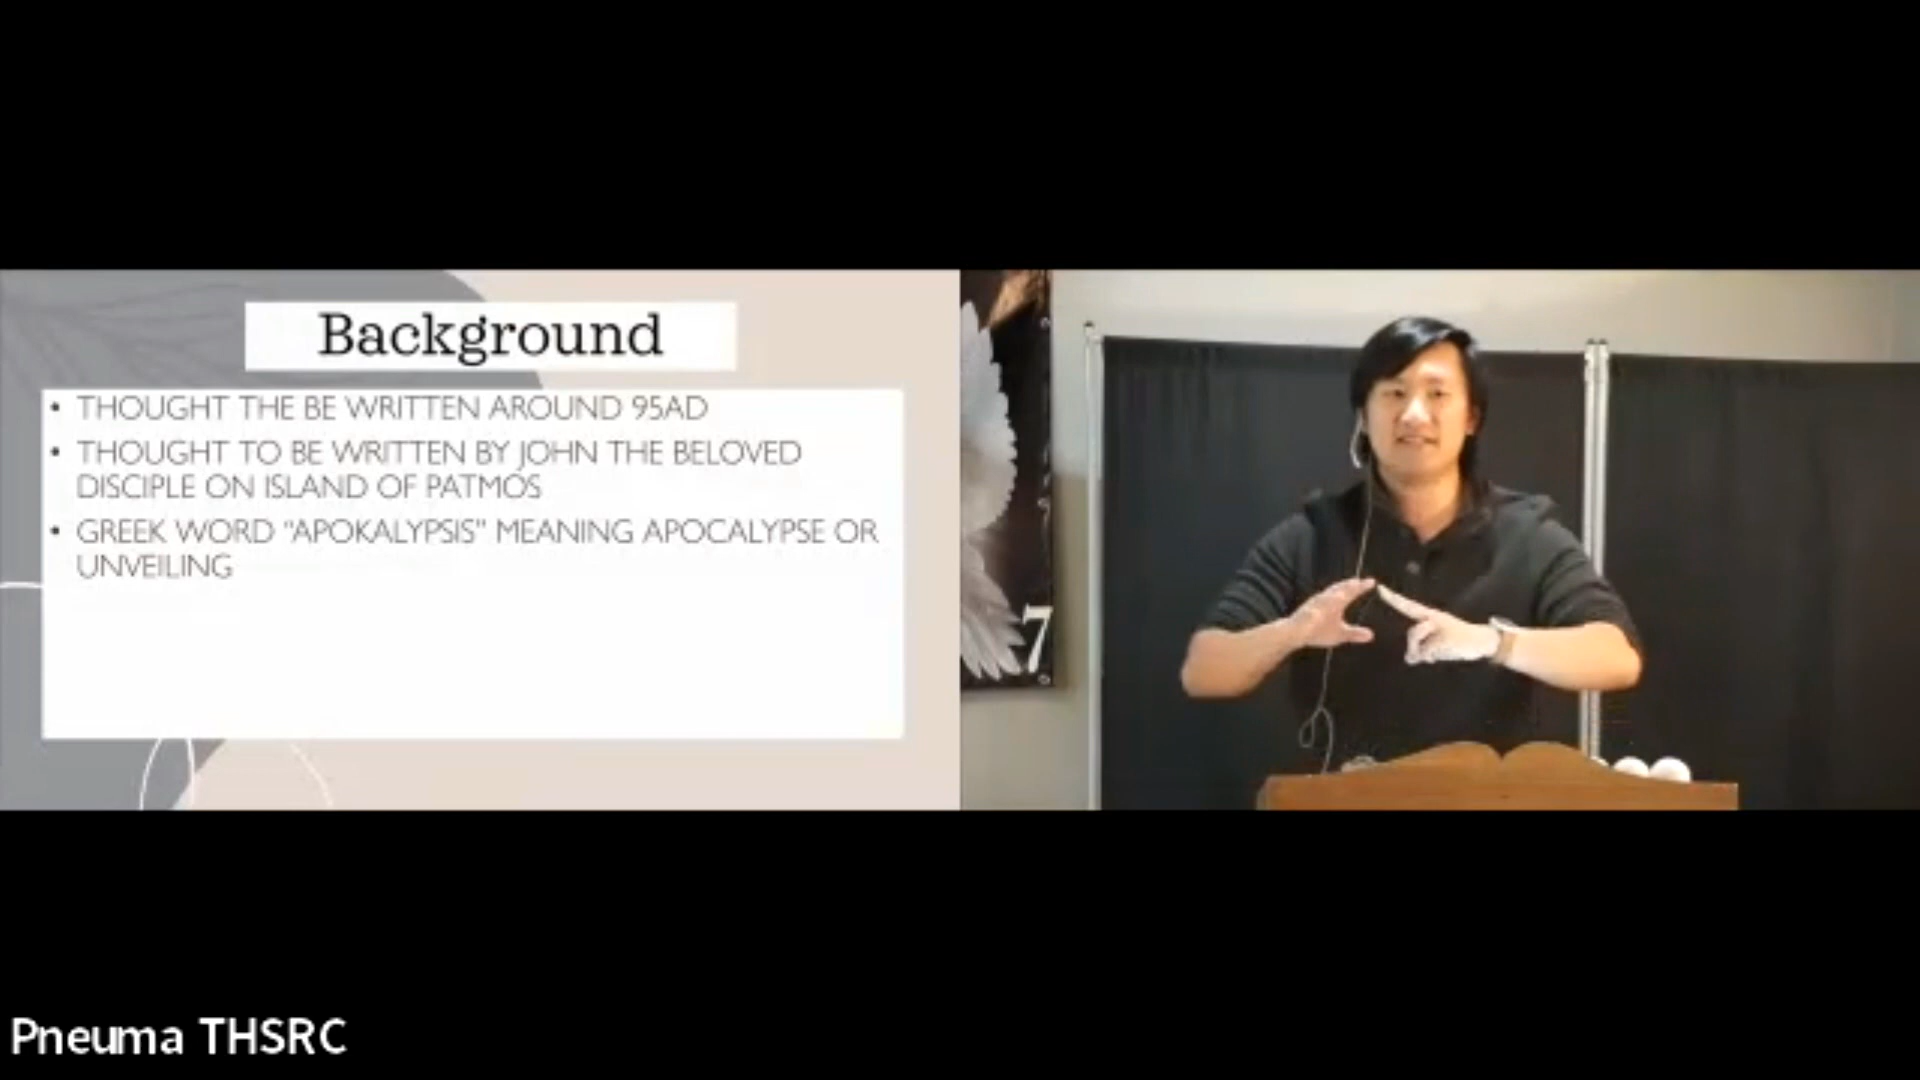 Background
• THOUGHT THE BE WRITTEN AROUND 95AD
• THOUGHT TO BE WRITTEN BY JOHN THE BELOVED
DISCIPLE ON ISLAND OF PATMOS
• GREEK WORD “APOKALYPSIS” MEANING APOCALYPSE OR
UNVEILING
7
Pneuma THSRC